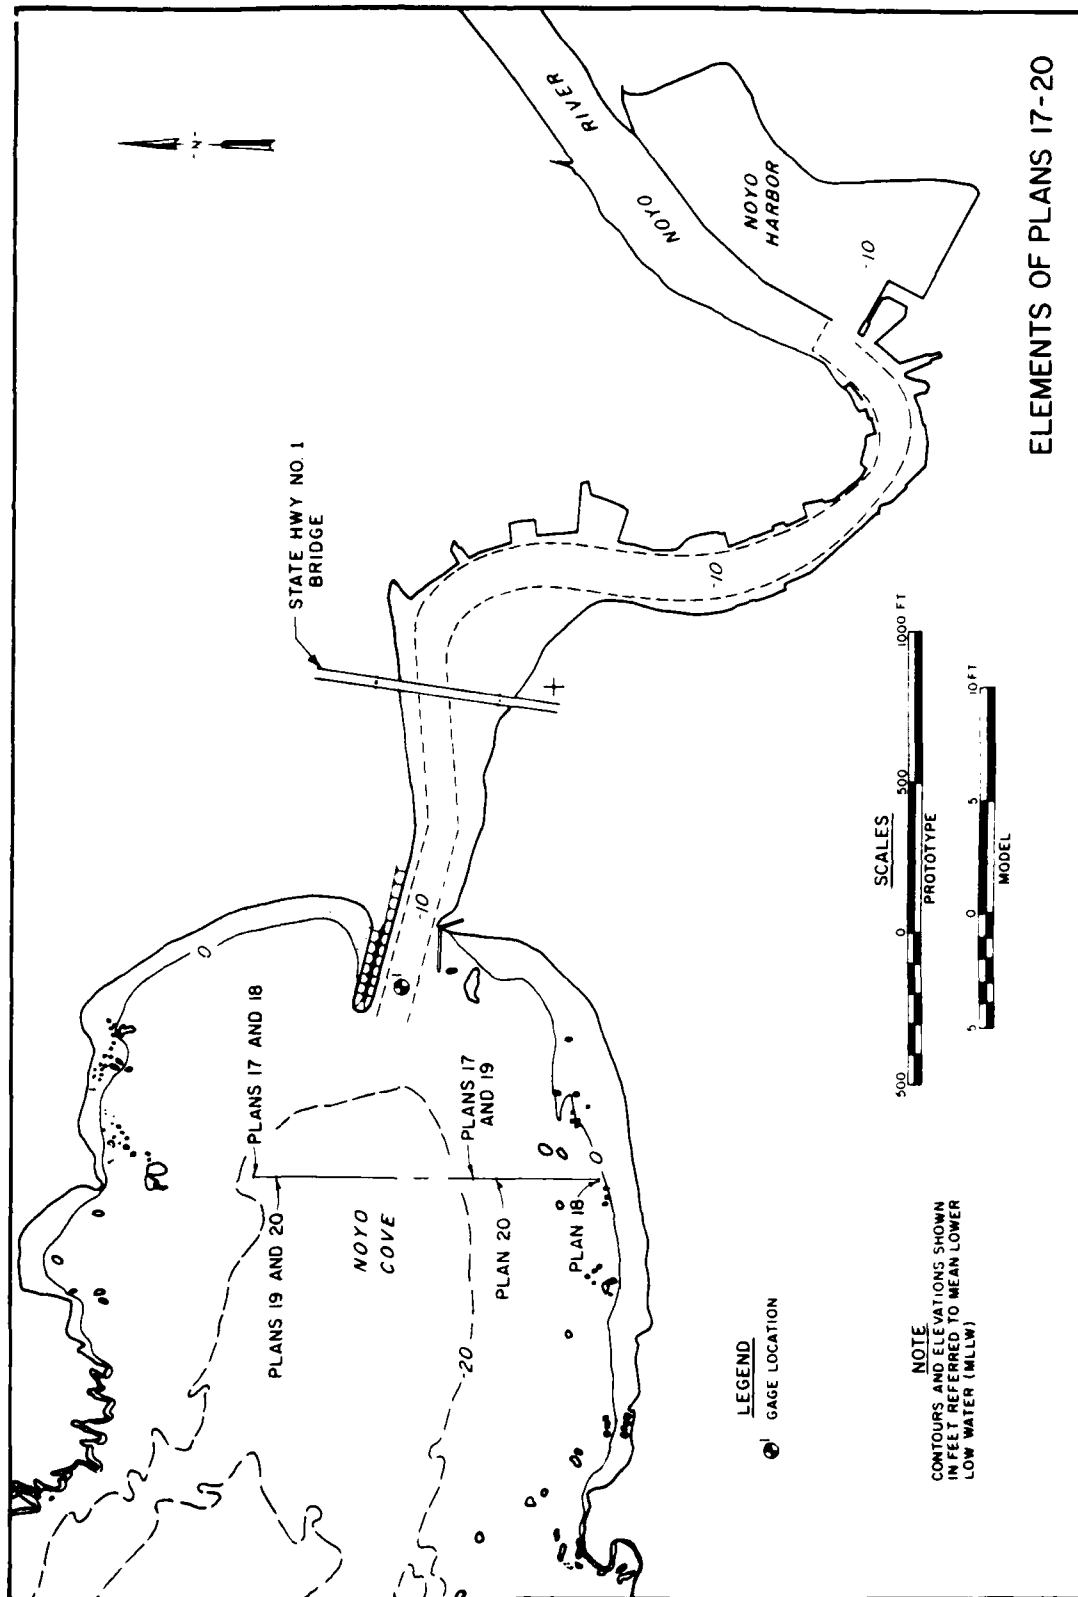 N
RIVER
NOYO
NOYO
HARBOR
-10
STATE HWY NO. 1
BRIDGE
-10
-10
0
1
PLANS 17 AND 18
PLANS 17
AND 19
PLANS 19 AND 20
NOYO
COVE
PLAN 20
PLAN 18
0
-20
LEGEND
1 GAGE LOCATION
SCALES
500 0 500 1000 FT
PROTOTYPE
5 0 5 10 FT
MODEL
NOTE
CONTOURS AND ELEVATIONS SHOWN
IN FEET REFERRED TO MEAN LOWER
LOW WATER (MLLW)
ELEMENTS OF PLANS 17-20